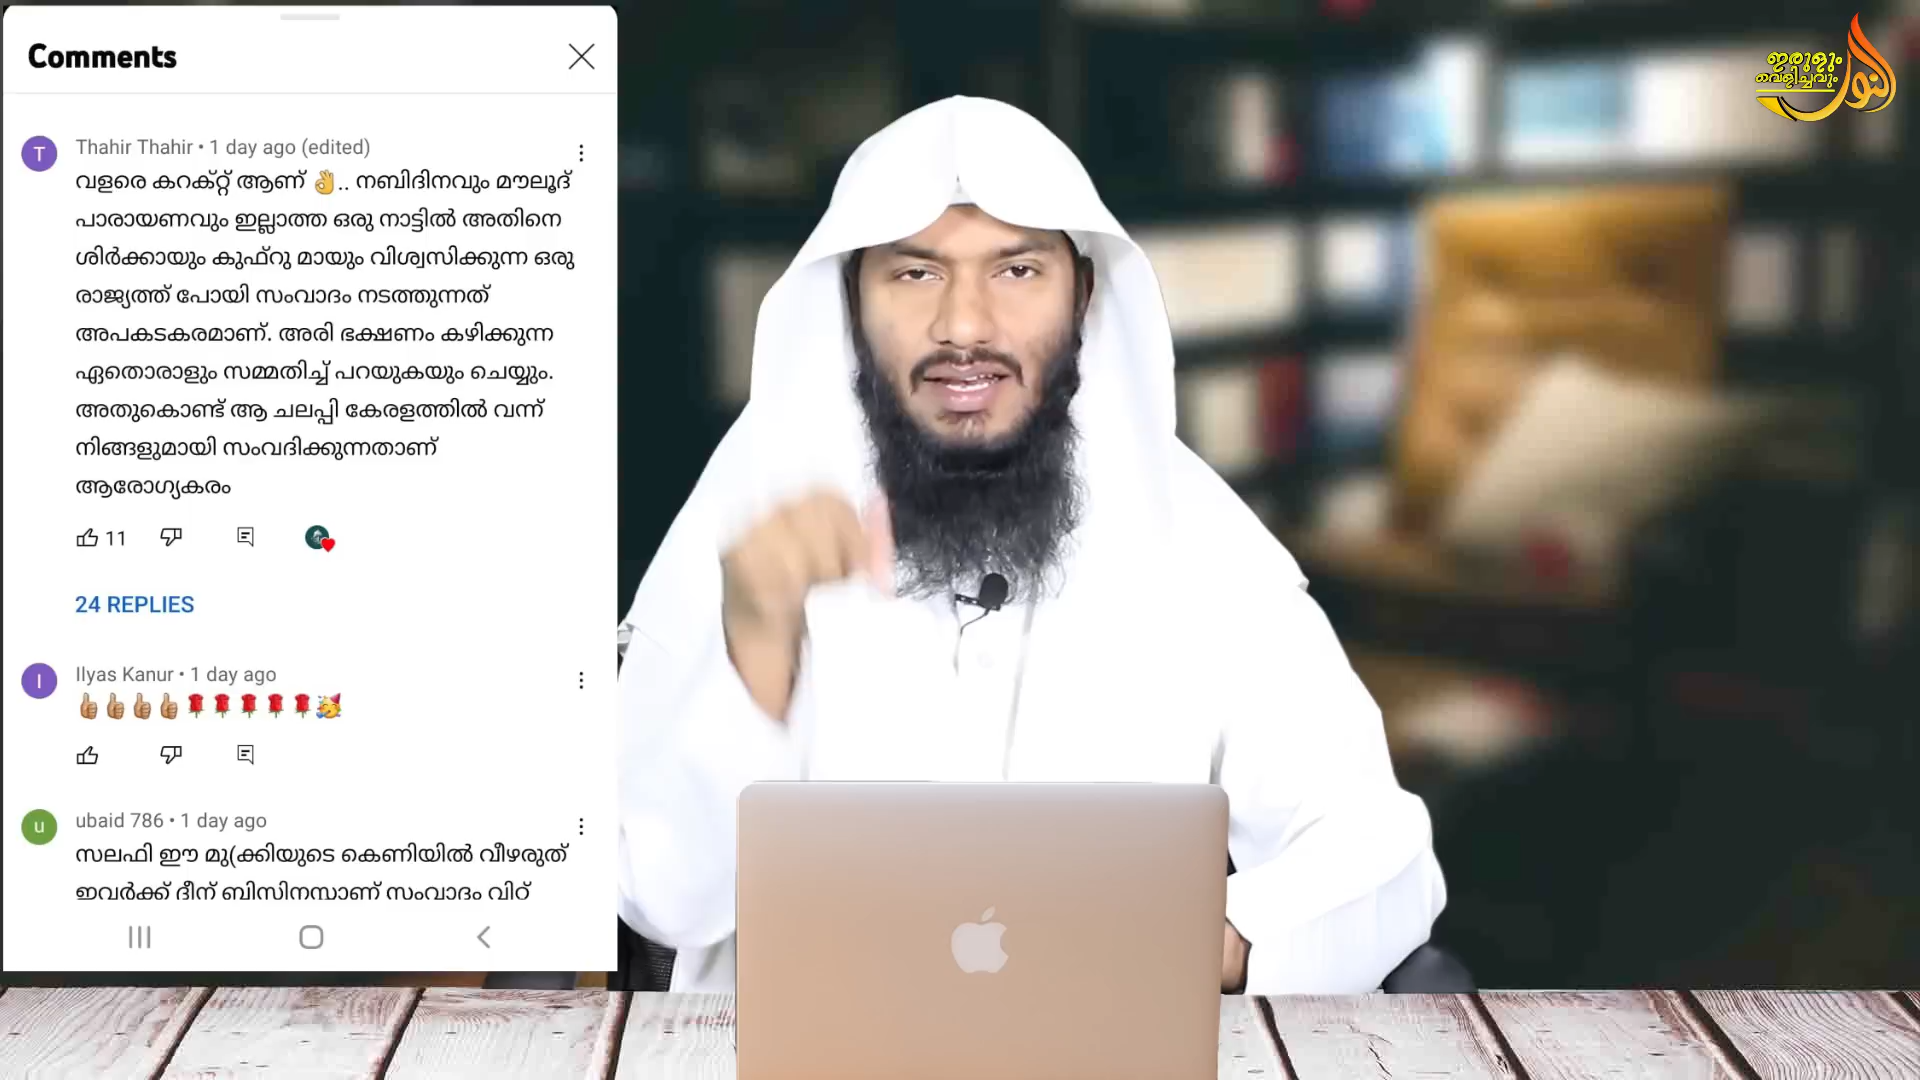 Comments
T
Thahir Thahir • 1 day ago (edited)
വളരെ കറക്റ്റ് ആണ് 👌.. നബിദിനവും മൗലൂദ്
പാരായണവും ഇല്ലാത്ത ഒരു നാട്ടിൽ അതിനെ
ശിർക്കായും കുഫ്റു മായും വിശ്വസിക്കുന്ന ഒരു
രാജ്യത്ത് പോയി സംവാദം നടത്തുന്നത്
അപകടകരമാണ്. അരി ഭക്ഷണം കഴിക്കുന്ന
ഏതൊരാളും സമ്മതിച്ച് പറയുകയും ചെയ്യും.
അതുകൊണ്ട് ആ ചലപ്പി കേരളത്തിൽ വന്ന്
നിങ്ങളുമായി സംവദിക്കുന്നതാണ്
ആരോഗ്യകരം
11
24 REPLIES
I
Ilyas Kanur • 1 day ago
👍🏽👍🏽👍🏽👍🏽🌹🌹🌹🌹🌹🥳
u
ubaid 786 • 1 day ago
സലഫി ഈ മു(ക്കിയുടെ കെണിയിൽ വീഴരുത്
ഇവർക്ക് ദീന് ബിസിനസാണ് സംവാദം വിറ്
ഇരുളും
വെളിച്ചവും
النور